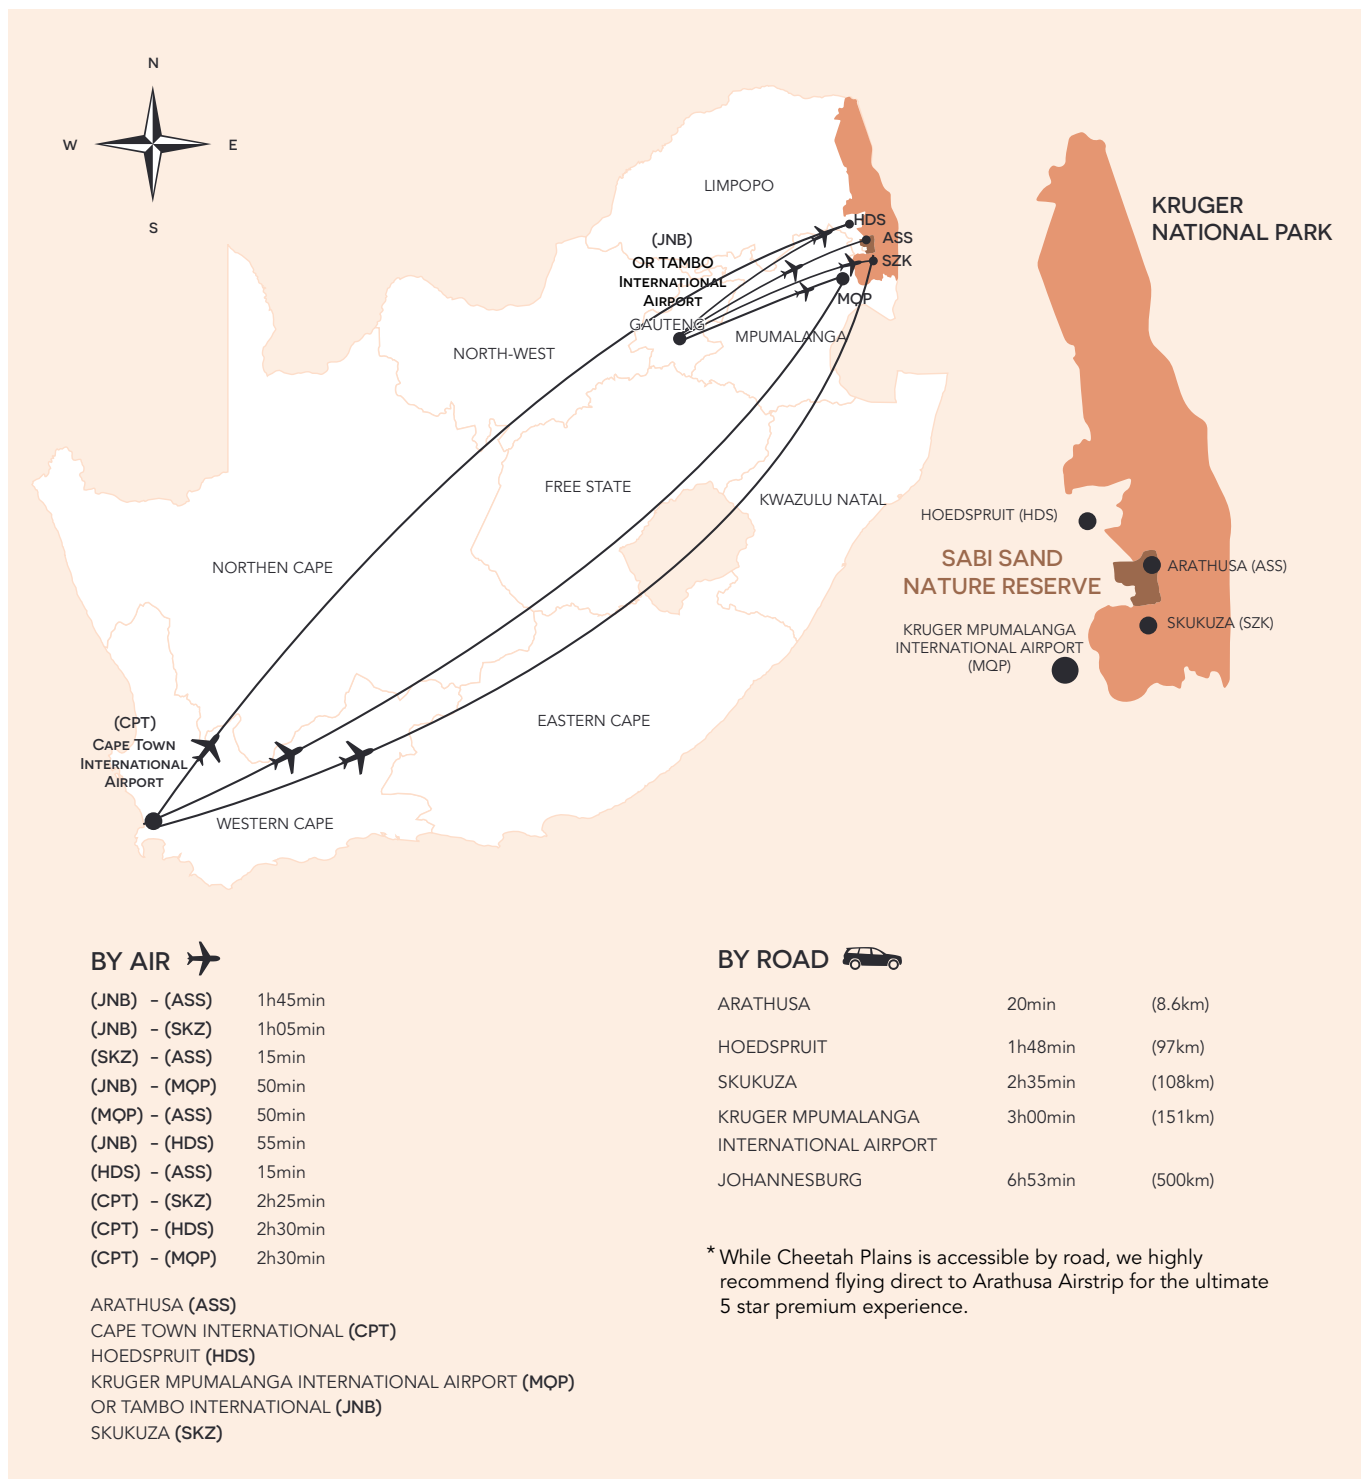 N
W
E
S
LIMPOPO
HDS
(JNB)
OR TAMBO
INTERNATIONAL
AIRPORT
ASS
SZK
MQP
GAUTENG
MPUMALANGA
NORTH-WEST
FREE STATE
KWAZULU NATAL
NORTHEN CAPE
EASTERN CAPE
(CPT)
CAPE TOWN
INTERNATIONAL
AIRPORT
WESTERN CAPE
KRUGER
NATIONAL PARK
HOEDSPRUIT (HDS)
SABI SAND
NATURE RESERVE
ARATHUSA (ASS)
SKUKUZA (SZK)
KRUGER MPUMALANGA
INTERNATIONAL AIRPORT
(MQP)
BY AIR
(JNB) – (ASS) 1h45min
(JNB) – (SKZ) 1h05min
(SKZ) – (ASS) 15min
(JNB) – (MQP) 50min
(MQP) – (ASS) 50min
(JNB) – (HDS) 55min
(HDS) – (ASS) 15min
(CPT) – (SKZ) 2h25min
(CPT) – (HDS) 2h30min
(CPT) – (MQP) 2h30min
ARATHUSA (ASS)
CAPE TOWN INTERNATIONAL (CPT)
HOEDSPRUIT (HDS)
KRUGER MPUMALANGA INTERNATIONAL AIRPORT (MQP)
OR TAMBO INTERNATIONAL (JNB)
SKUKUZA (SKZ)
BY ROAD
ARATHUSA 20min (8.6km)
HOEDSPRUIT 1h48min (97km)
SKUKUZA 2h35min (108km)
KRUGER MPUMALANGA 3h00min (151km)
INTERNATIONAL AIRPORT
JOHANNESBURG 6h53min (500km)
* While Cheetah Plains is accessible by road, we highly
recommend flying direct to Arathusa Airstrip for the ultimate
5 star premium experience.